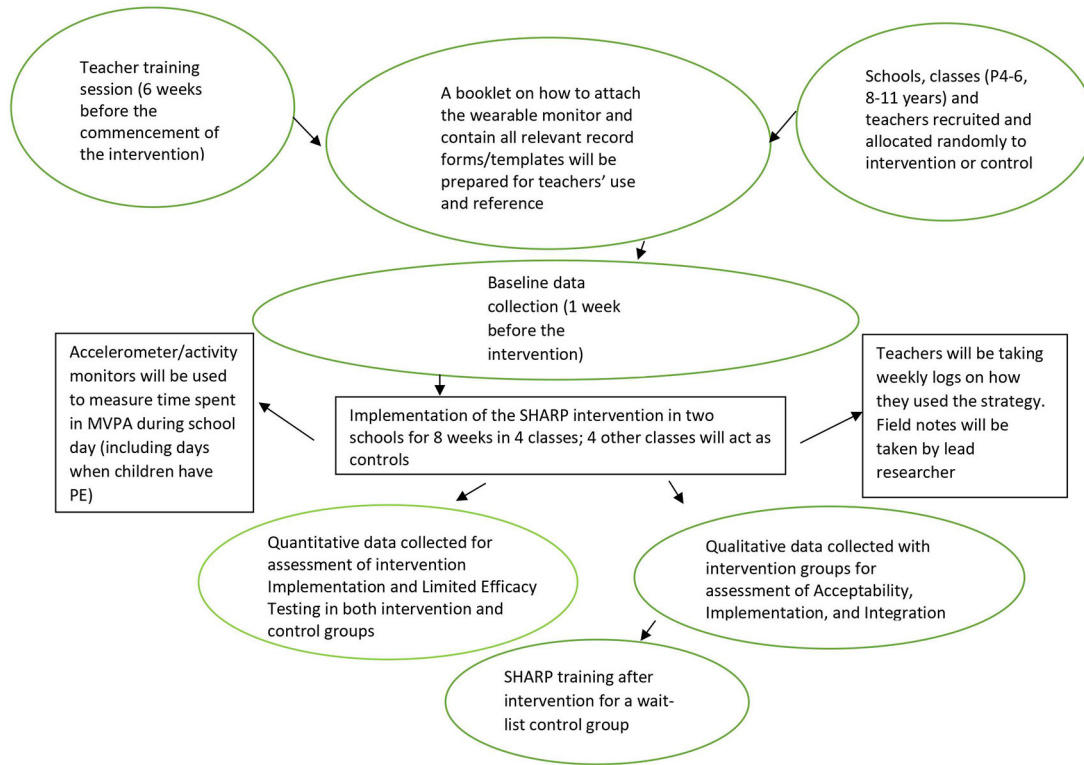 Teacher training
session (6 weeks
before the
commencement of
the intervention)
A booklet on how to attach
the wearable monitor and
contain all relevant record
forms/templates will be
prepared for teachers’ use
and reference
Schools, classes (P4-6,
8-11 years) and
teachers recruited and
allocated randomly to
intervention or control
Baseline data
collection (1 week
before the
intervention)
Accelerometer/activity
monitors will be used
to measure time spent
in MVPA during school
day (including days
when children have
PE)
Implementation of the SHARP intervention in two
schools for 8 weeks in 4 classes; 4 other classes will act as
controls
Teachers will be taking
weekly logs on how
they used the strategy.
Field notes will be
taken by lead
researcher
Quantitative data collected for
assessment of intervention
Implementation and Limited Efficacy
Testing in both intervention and
control groups
Qualitative data collected with
intervention groups for
assessment of Acceptability,
Implementation, and Integration
SHARP training after
intervention for a wait-
list control group